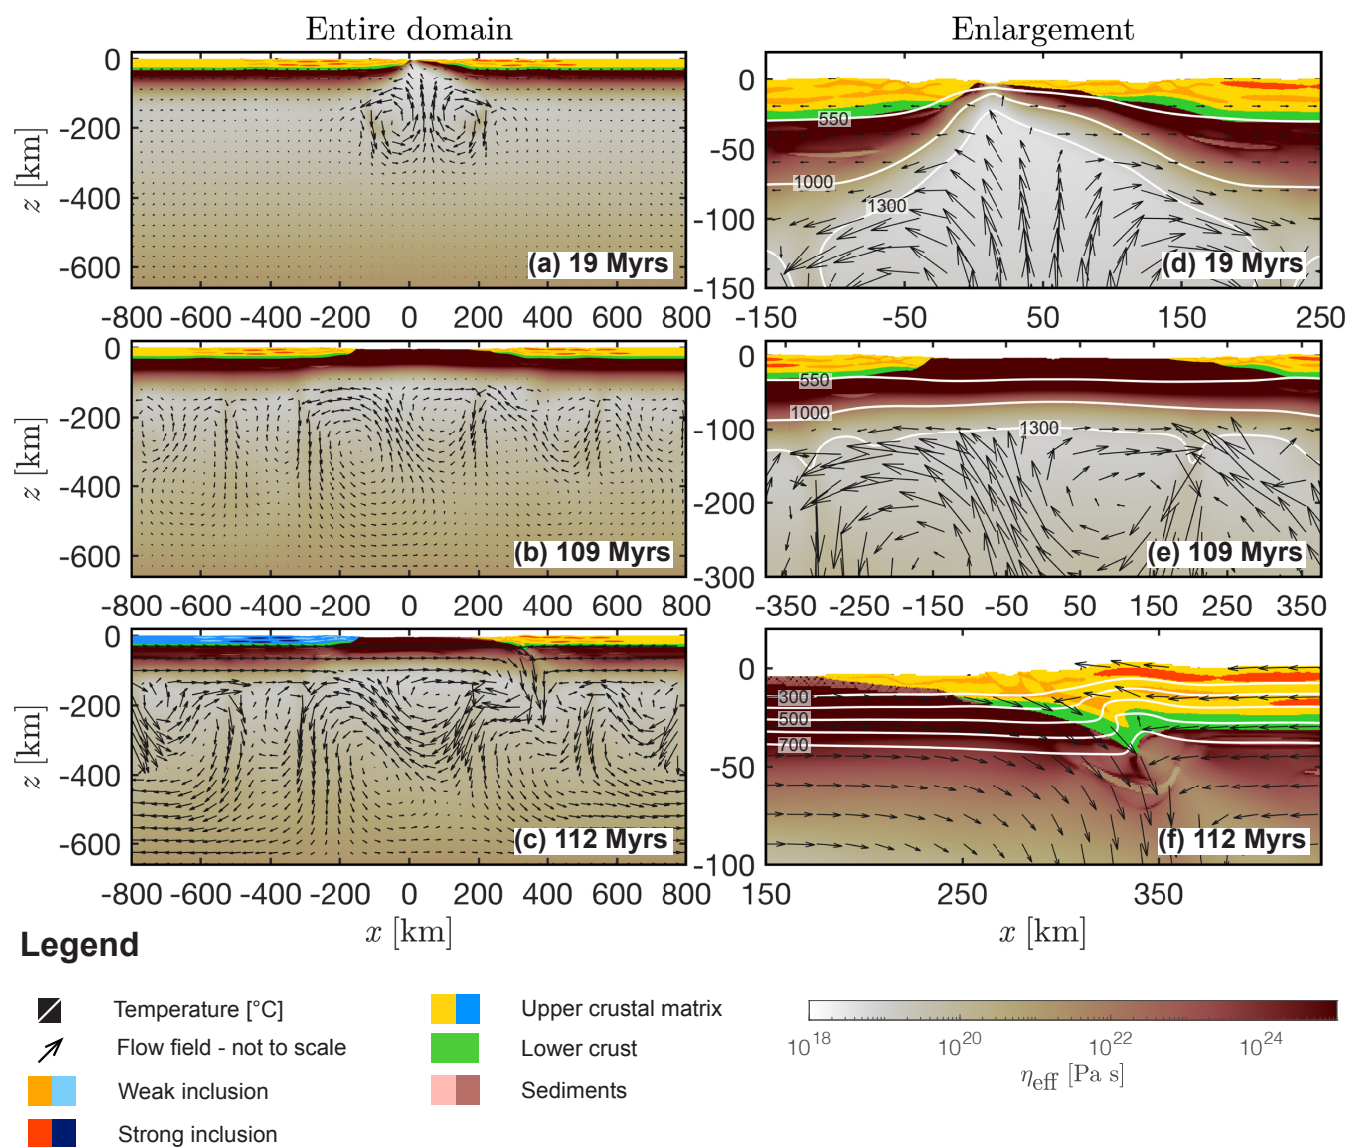 Entire domain
Enlargement
0
-200
-400
-600
z [km]
(a) 19 Myrs
-800 -600 -400 -200 0 200 400 600 800
0
-50
-100
-150
550
1000
1300
(d) 19 Myrs
-150 -50 50 150 250
0
-200
-400
-600
z [km]
(b) 109 Myrs
-800 -600 -400 -200 0 200 400 600 800
0
-100
-200
-300
550
1000
1300
(e) 109 Myrs
-350 -250 -150 -50 50 150 250 350
0
-200
-400
-600
z [km]
(c) 112 Myrs
-800 -600 -400 -200 0 200 400 600 800
x [km]
0
-50
-100
300
500
700
(f) 112 Myrs
150 250 350
x [km]
Legend
Temperature [°C]
Flow field - not to scale
Weak inclusion
Strong inclusion
Upper crustal matrix
Lower crust
Sediments
10^18 10^20 10^22 10^24
η_eff [Pa s]